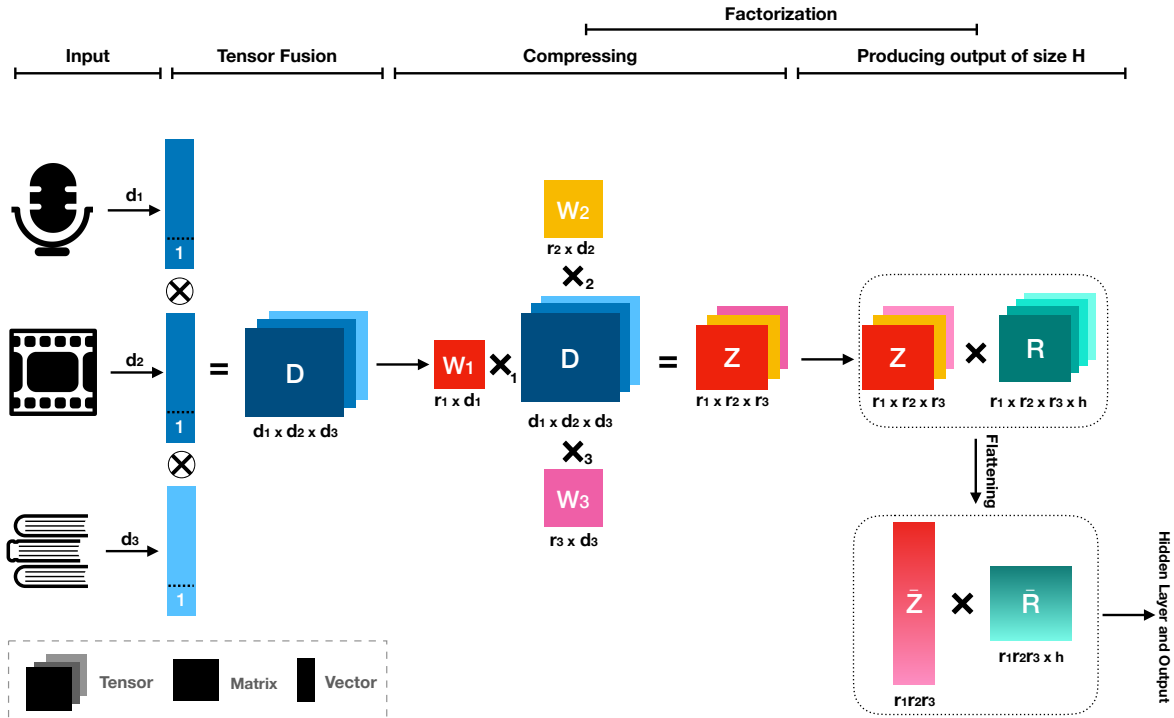 Factorization
Input
Tensor Fusion
Compressing
Producing output of size H
d1
1
d2
1
d3
1
=
D
d1 x d2 x d3
W1
r1 x d1
×1
W2
r2 x d2
×2
D
d1 x d2 x d3
×3
W3
r3 x d3
=
Z
r1 x r2 x r3
Z
r1 x r2 x r3
×
R
r1 x r2 x r3 x h
Flattening
Z̄
r1r2r3
×
R̄
r1r2r3 x h
Hidden Layer and Output
Tensor
Matrix
Vector